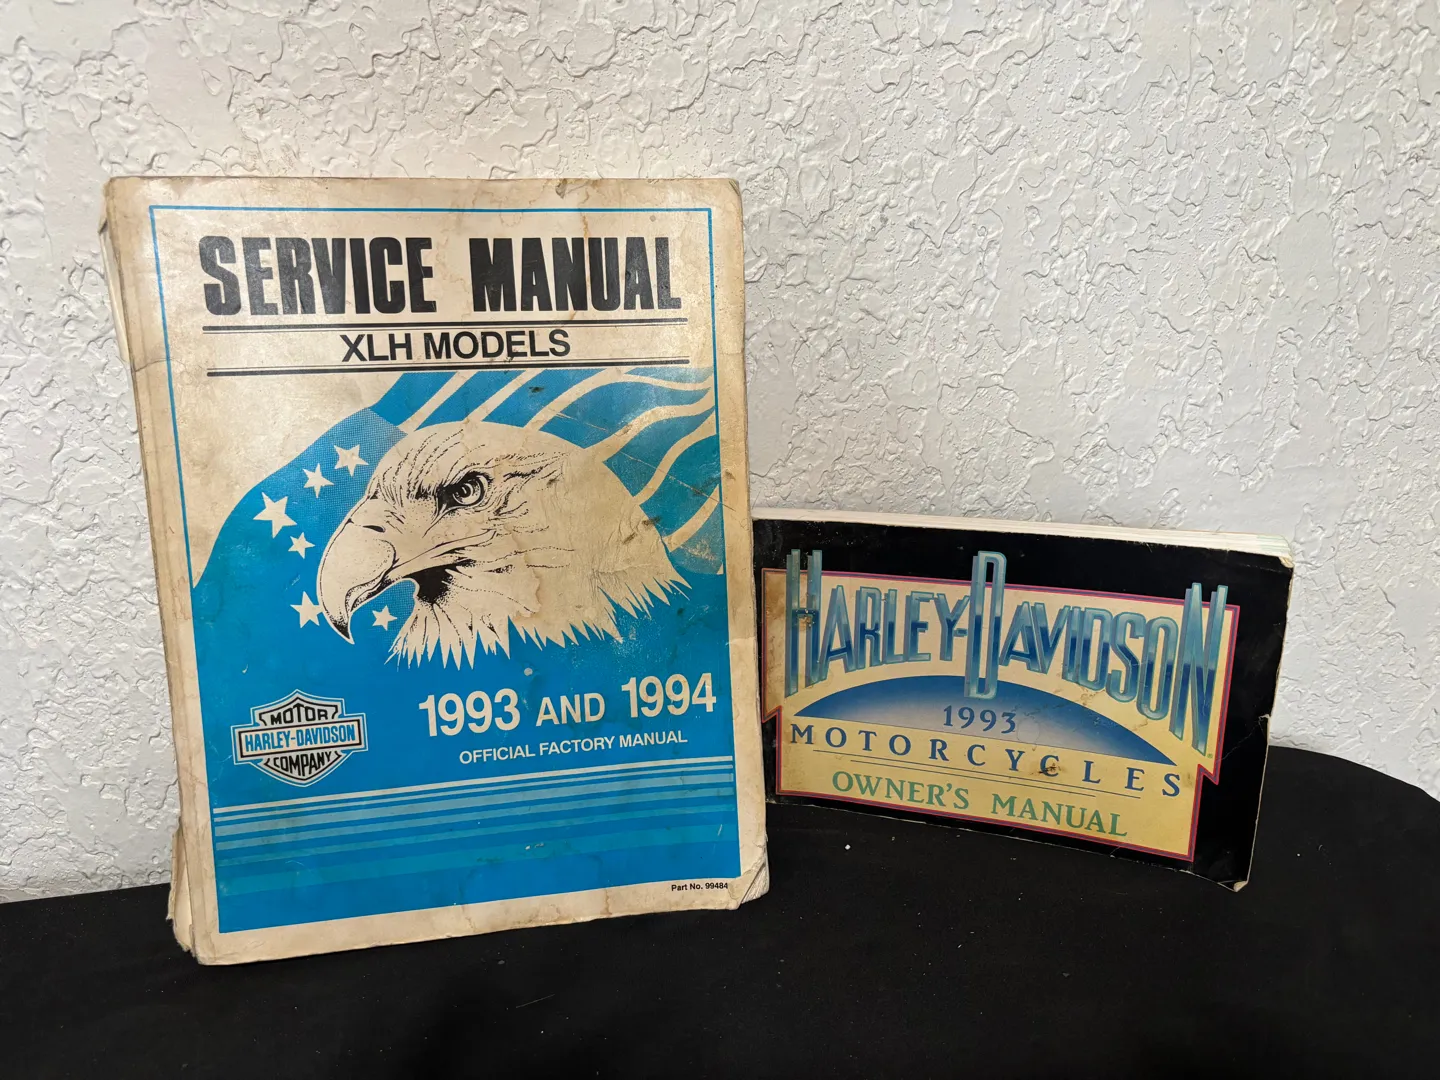 SERVICE MANUAL
XLH MODELS
1993 AND 1994
OFFICIAL FACTORY MANUAL
MOTOR
HARLEY-DAVIDSON
COMPANY
Part No. 99484
HARLEY-DAVIDSON
1993
MOTORCYCLES
OWNER'S MANUAL